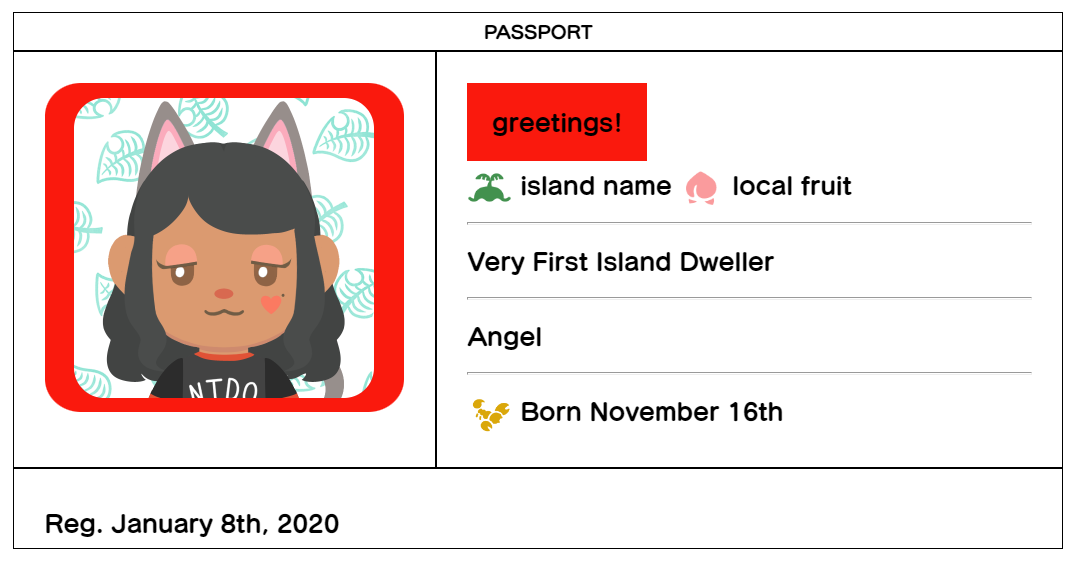 PASSPORT
greetings!
island name local fruit
Very First Island Dweller
Angel
Born November 16th
NTDO
Reg. January 8th, 2020